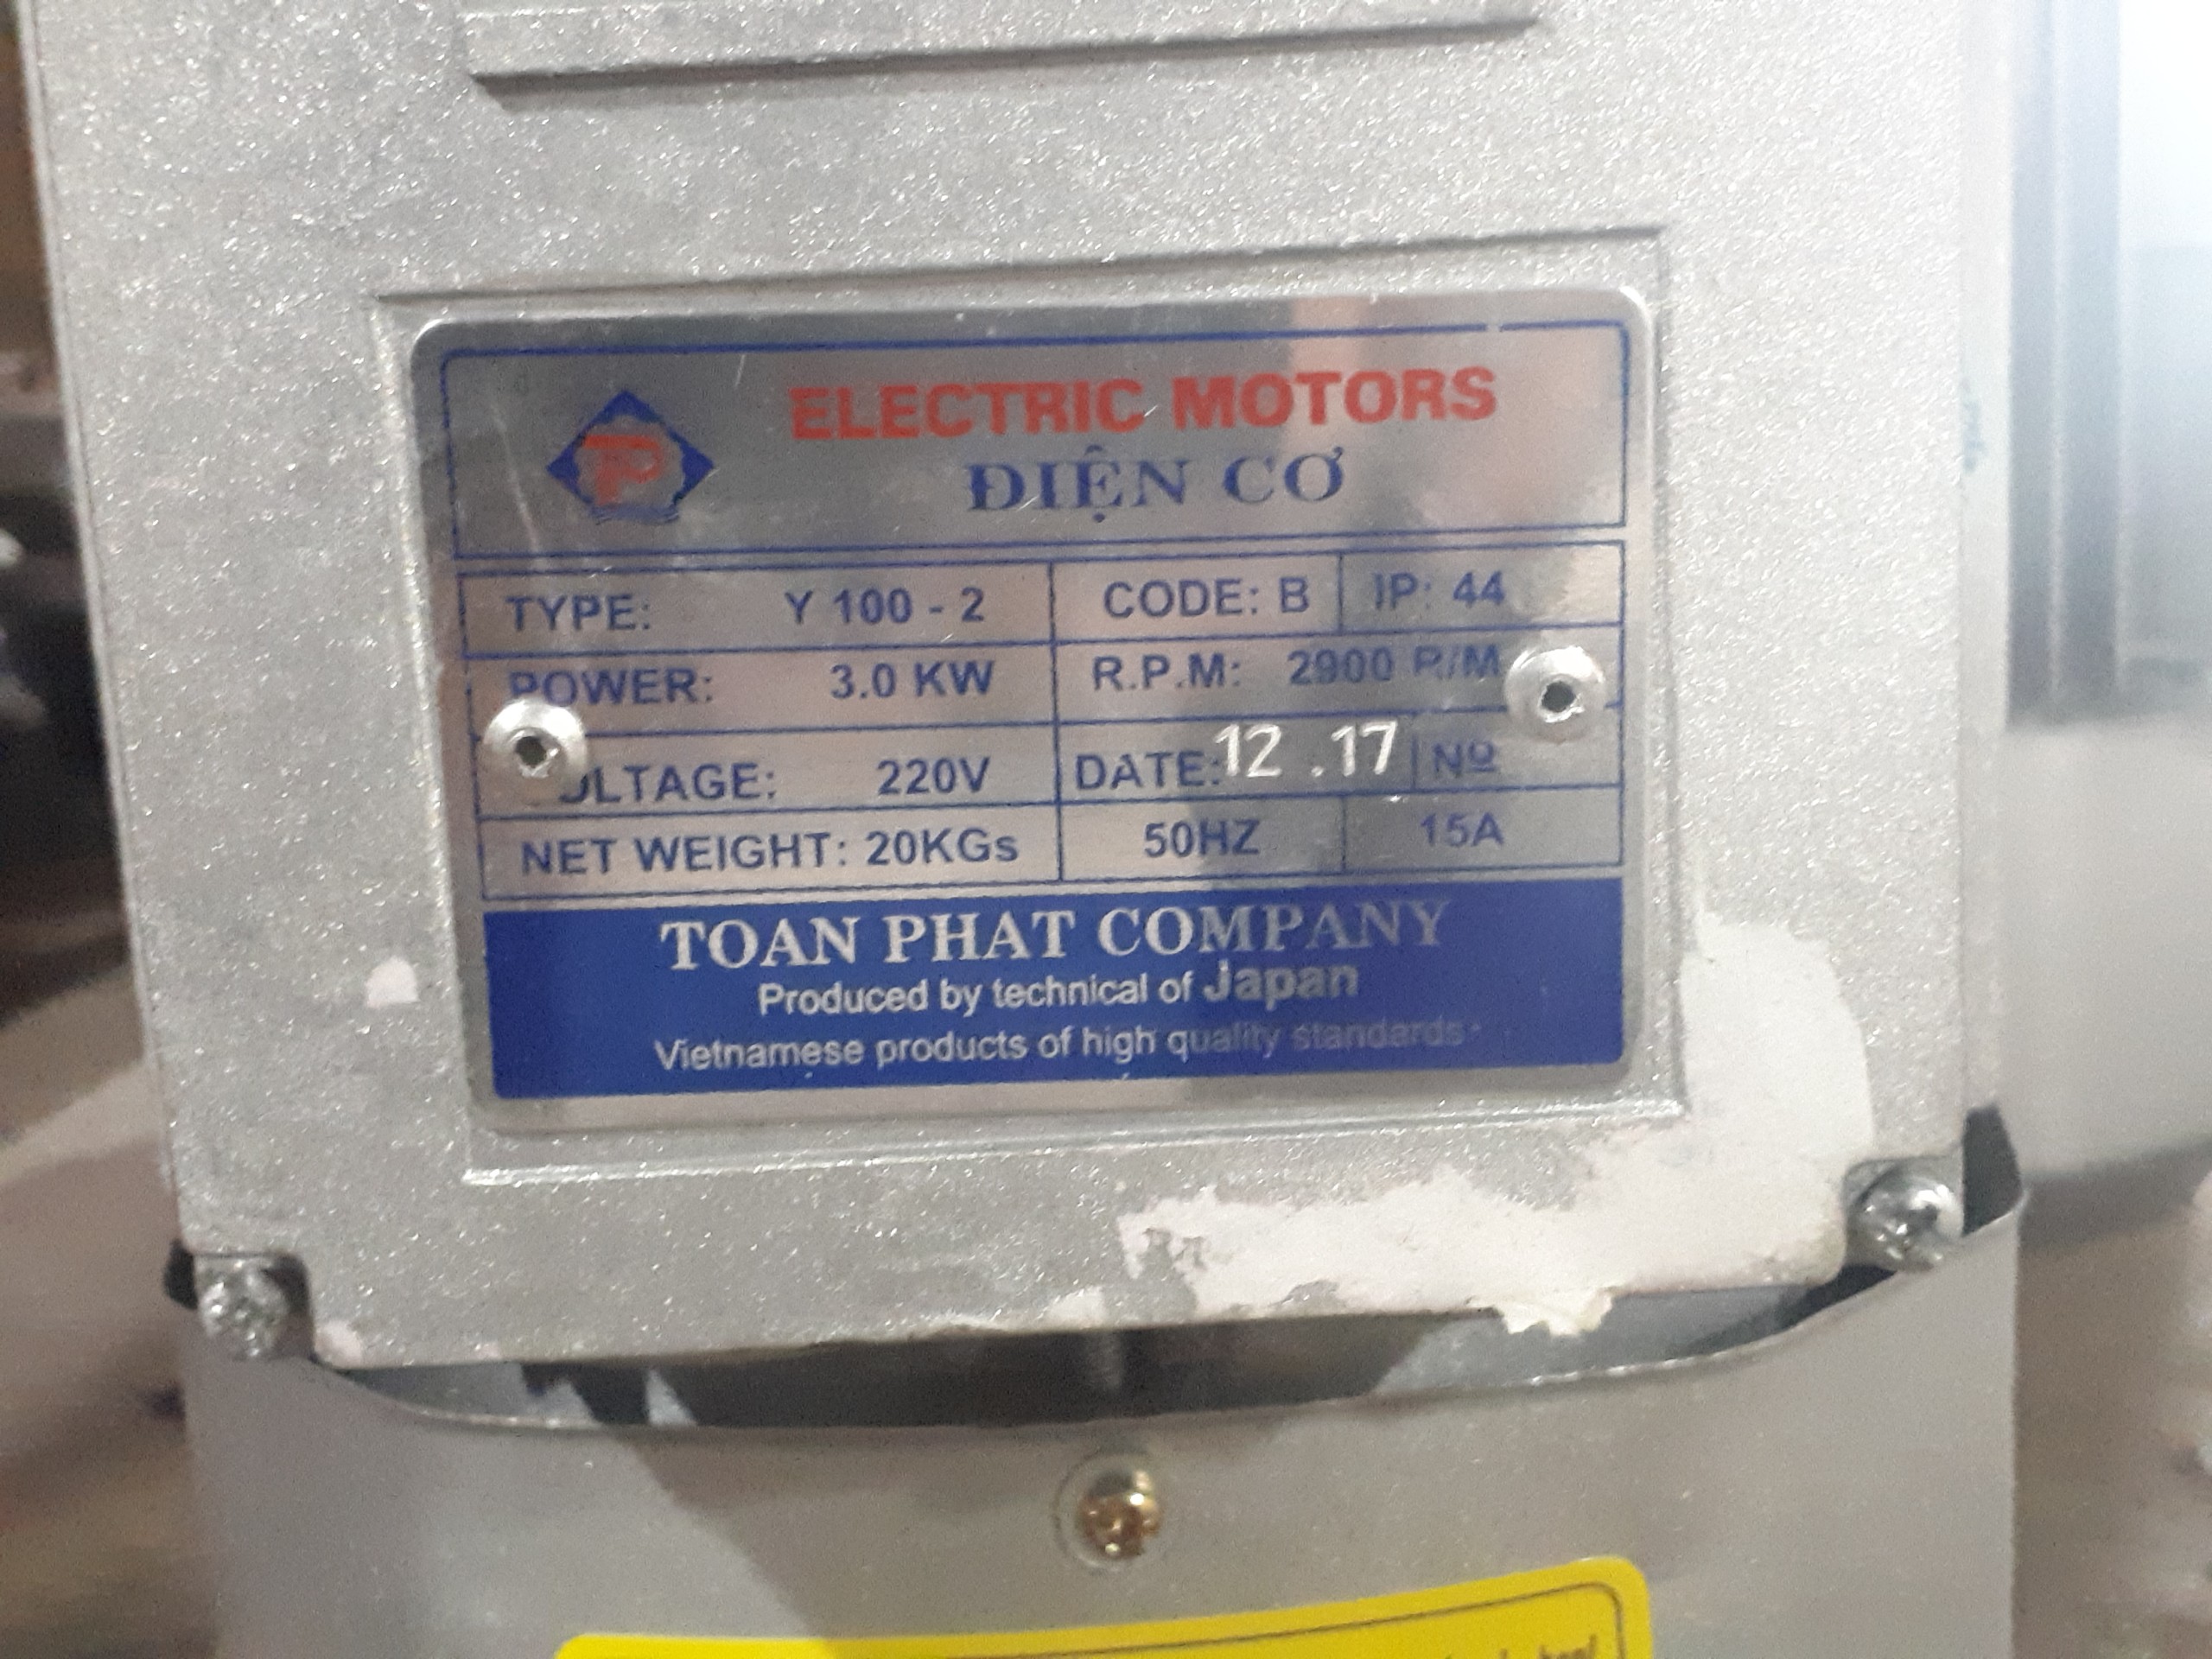 ELECTRIC MOTORS
ĐIỆN CƠ
TYPE: Y 100 - 2 CODE: B IP: 44
POWER: 3.0 KW R.P.M: 2900 R/M
VOLTAGE: 220V DATE: 12 .17 Nº
NET WEIGHT: 20KGs 50HZ 15A
TOAN PHAT COMPANY
Produced by technical of Japan
Vietnamese products of high quality standards